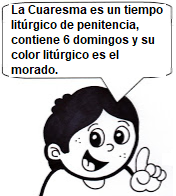 La Cuaresma es un tiempo
litúrgico de penitencia,
contiene 6 domingos y su
color litúrgico es el
morado.